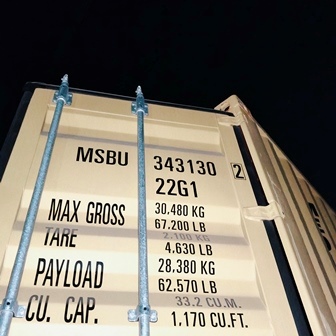 MSBU 343130 2
22G1
MAX GROSS 30.480 KG
67.200 LB
TARE 2.100 KG
4.630 LB
PAYLOAD 28.380 KG
62.570 LB
CU. CAP. 33.2 CU.M.
1.170 CU.FT.